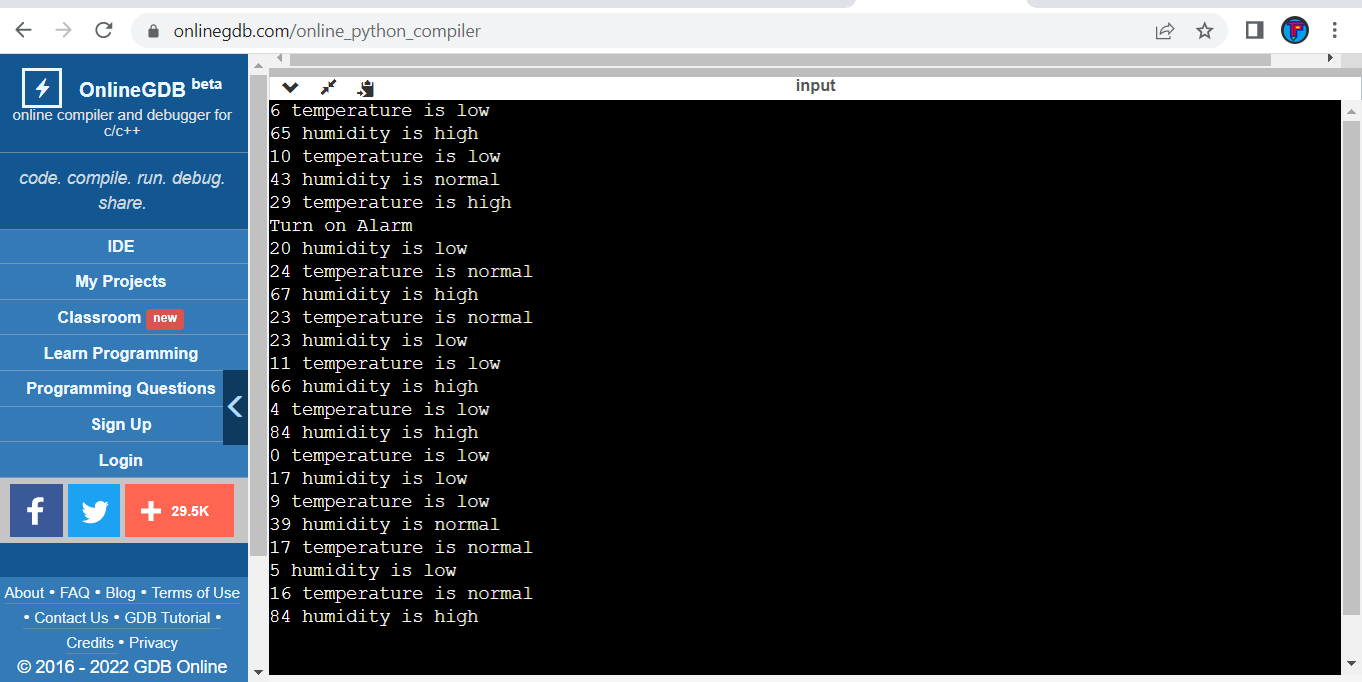 onlinegdb.com/online_python_compiler
OnlineGDB beta
online compiler and debugger for
c/c++
code. compile. run. debug.
share.
IDE
My Projects
Classroom new
Learn Programming
Programming Questions
Sign Up
Login
f
29.5K
About • FAQ • Blog • Terms of Use
• Contact Us • GDB Tutorial •
Credits • Privacy
© 2016 - 2022 GDB Online
input
6 temperature is low
65 humidity is high
10 temperature is low
43 humidity is normal
29 temperature is high
Turn on Alarm
20 humidity is low
24 temperature is normal
67 humidity is high
23 temperature is normal
23 humidity is low
11 temperature is low
66 humidity is high
4 temperature is low
84 humidity is high
0 temperature is low
17 humidity is low
9 temperature is low
39 humidity is normal
17 temperature is normal
5 humidity is low
16 temperature is normal
84 humidity is high